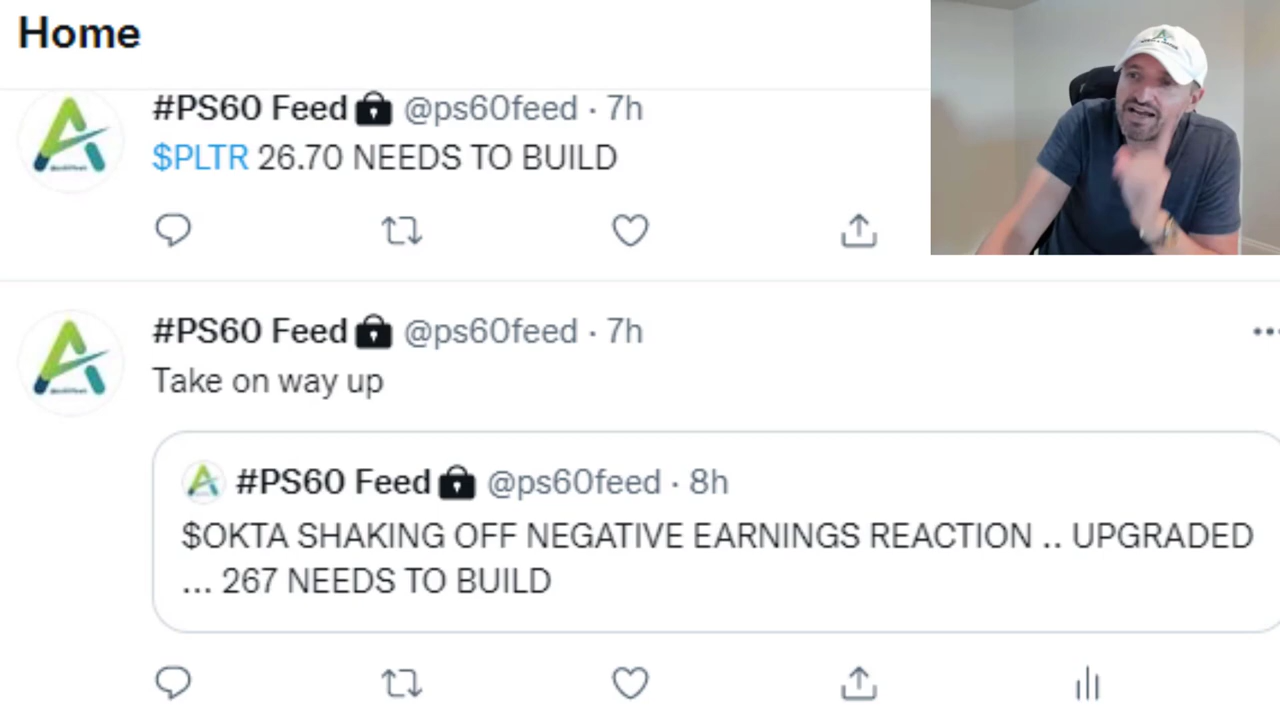 Home
#PS60 Feed @ps60feed · 7h
$PLTR 26.70 NEEDS TO BUILD
#PS60 Feed @ps60feed · 7h
Take on way up
#PS60 Feed @ps60feed · 8h
$OKTA SHAKING OFF NEGATIVE EARNINGS REACTION .. UPGRADED
... 267 NEEDS TO BUILD